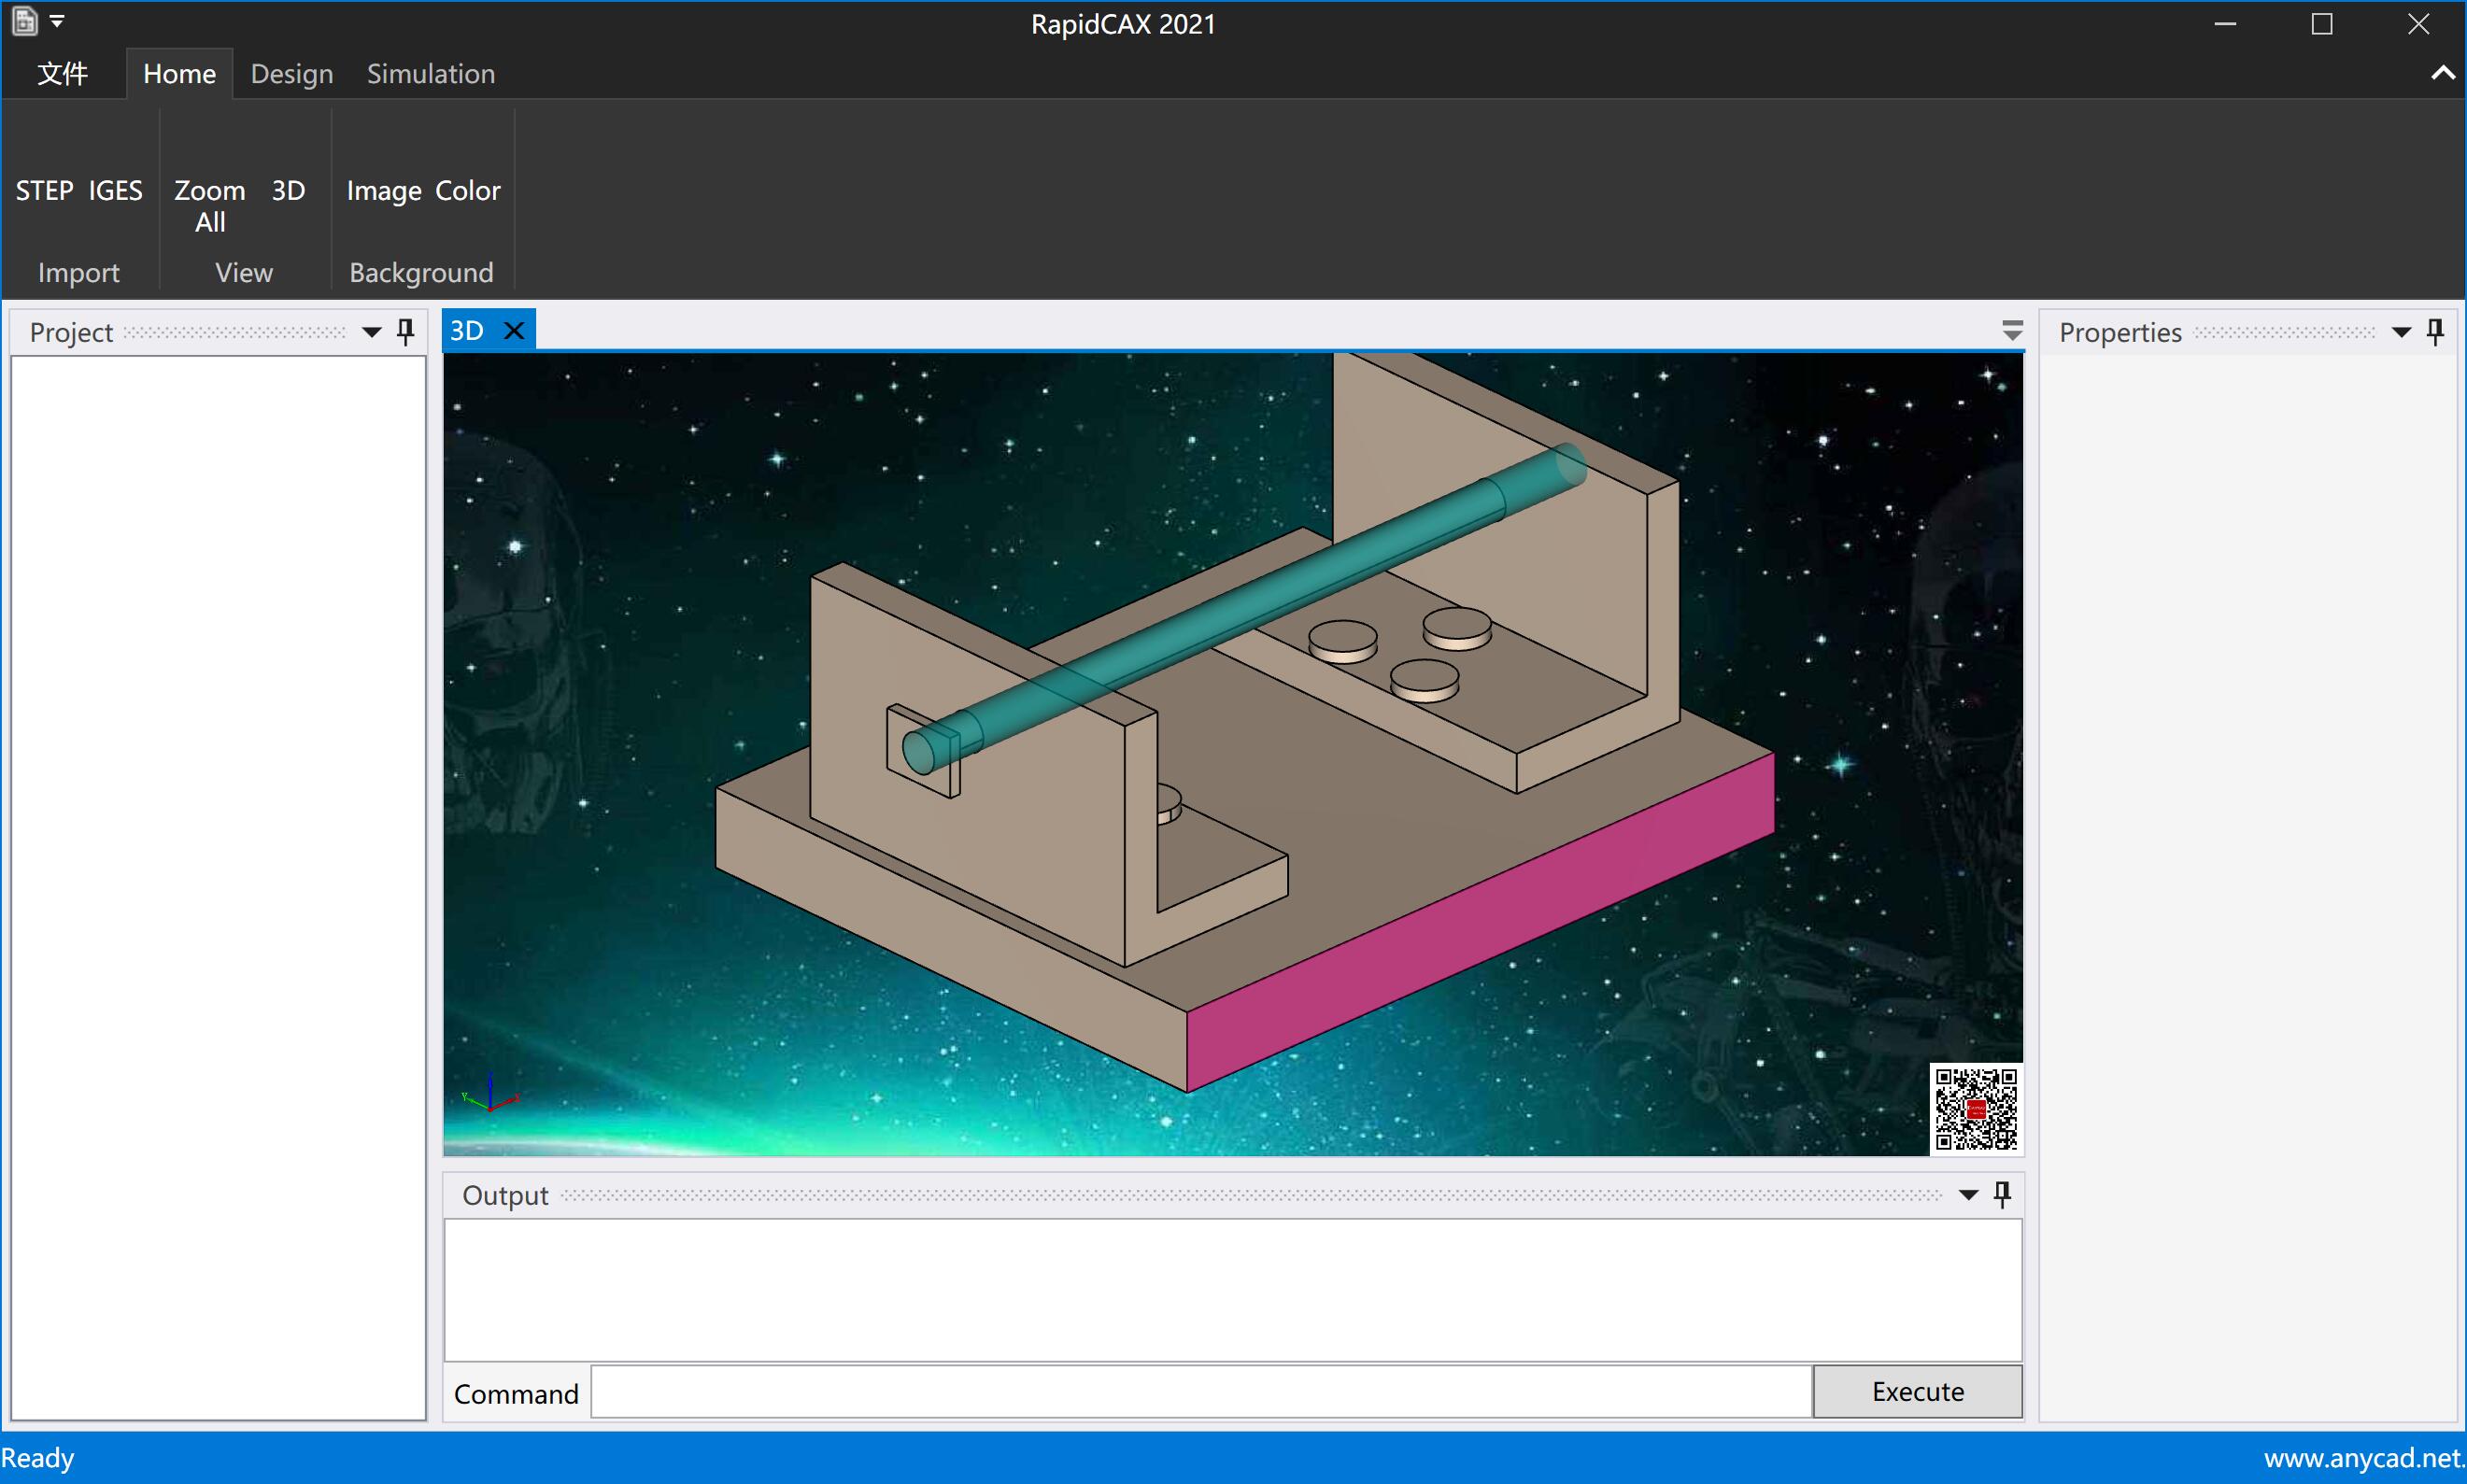 RapidCAX 2021
文件 Home Design Simulation
STEP IGES Zoom All 3D Image Color
Import View Background
Project
3D
Properties
Y
Output
Command
Execute
Ready
www.anycad.net.